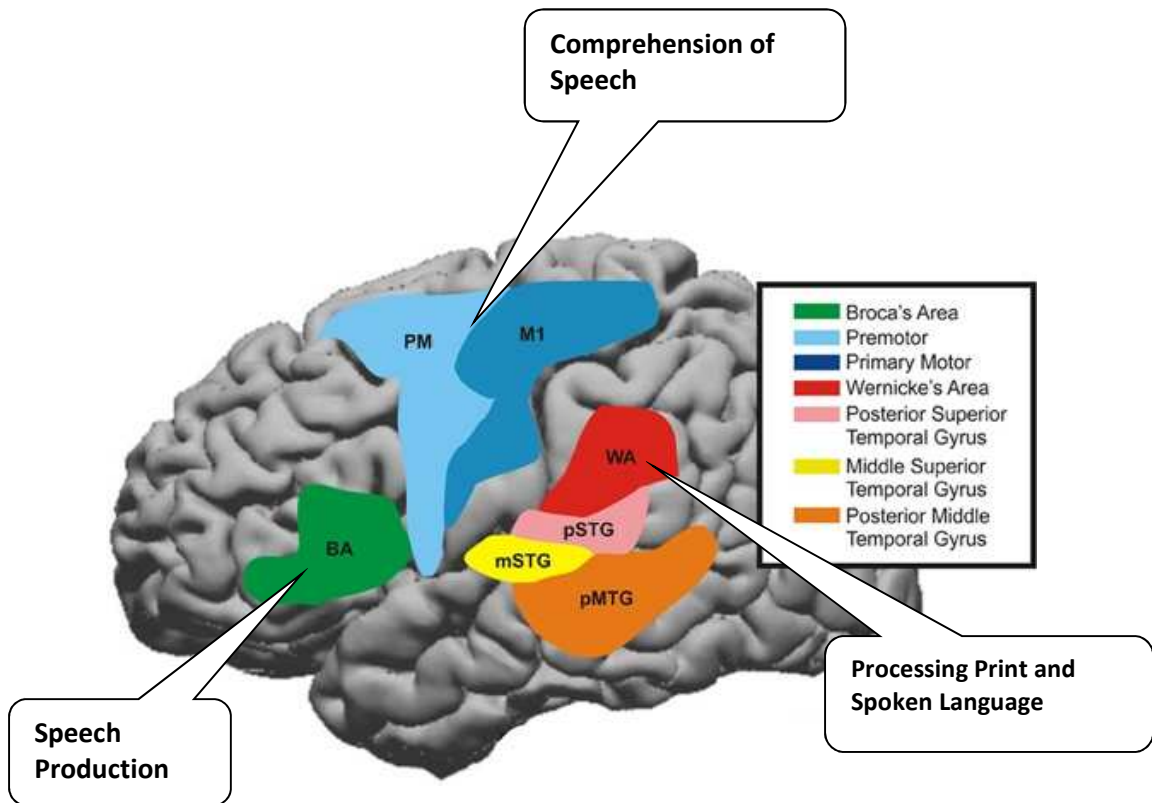 Comprehension of
Speech
PM
M1
Broca's Area
Premotor
Primary Motor
Wernicke's Area
Posterior Superior
Temporal Gyrus
Middle Superior
Temporal Gyrus
Posterior Middle
Temporal Gyrus
WA
pSTG
BA
mSTG
pMTG
Processing Print and
Spoken Language
Speech
Production